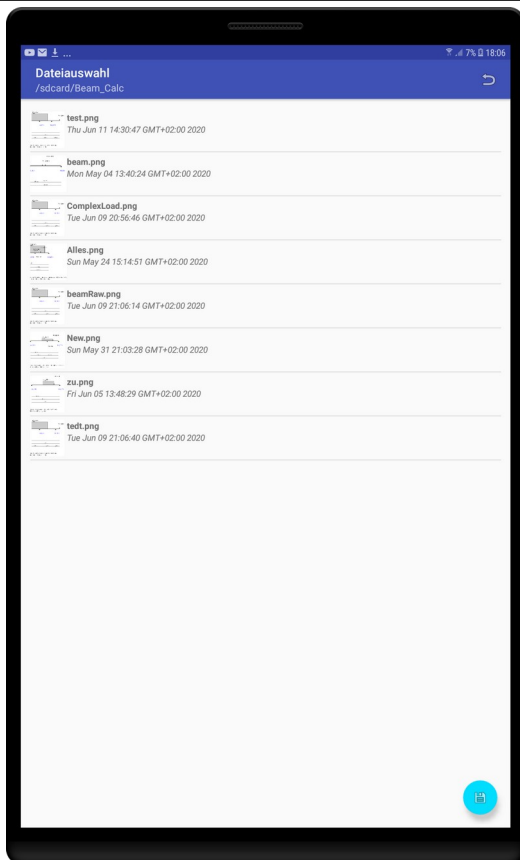 ... 7% 18:06
Dateiauswahl
/sdcard/Beam_Calc
test.png
Thu Jun 11 14:30:47 GMT+02:00 2020
beam.png
Mon May 04 13:40:24 GMT+02:00 2020
ComplexLoad.png
Tue Jun 09 20:56:46 GMT+02:00 2020
Alles.png
Sun May 24 15:14:51 GMT+02:00 2020
beamRaw.png
Tue Jun 09 21:06:14 GMT+02:00 2020
New.png
Sun May 31 21:03:28 GMT+02:00 2020
zu.png
Fri Jun 05 13:48:29 GMT+02:00 2020
tedt.png
Tue Jun 09 21:06:40 GMT+02:00 2020